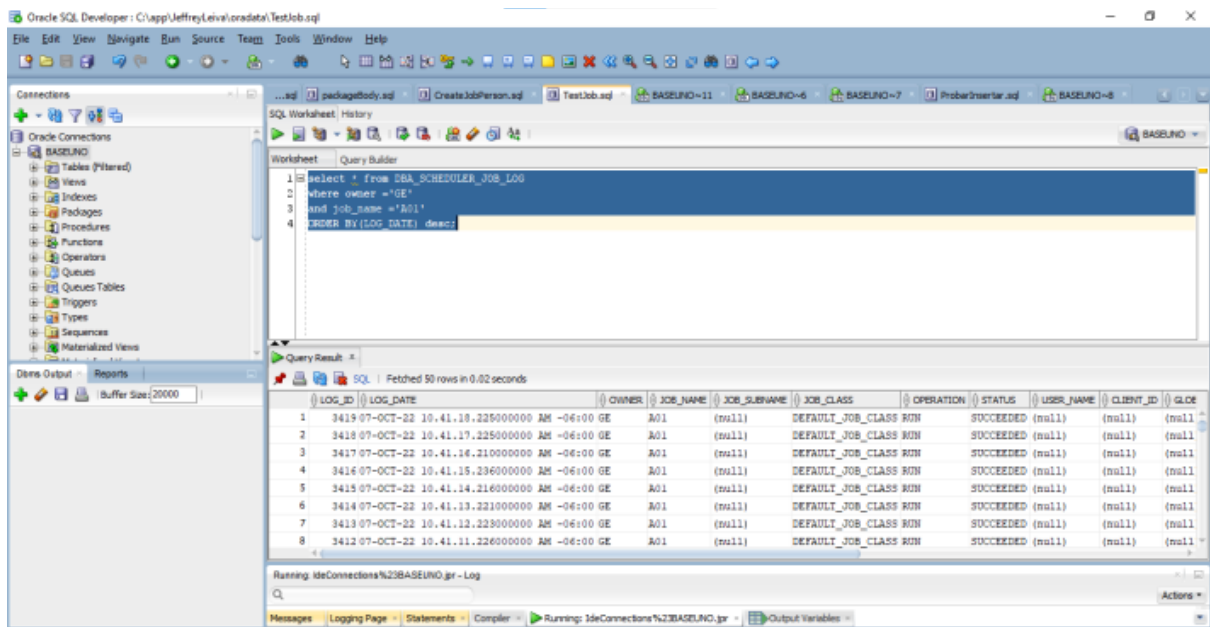 Oracle SQL Developer : C:\app\JeffreyLeiva\oradata\TestJob.sql
File Edit View Navigate Run Source Team Tools Window Help
Connections
...sql packageBody.sql CreateJobPerson.sql TestJob.sql BASEUNO~11 BASEUNO~6 BASEUNO~7 ProbarInsertar.sql BASEUNO~8
SQL Worksheet History
Oracle Connections
BASEUNO
BASEUNO
Tables (Filtered)
Views
Indexes
Packages
Procedures
Functions
Operators
Queues
Queues Tables
Triggers
Types
Sequences
Materialized Views
Worksheet Query Builder
1 select * from DBA_SCHEDULER_JOB_LOG
2 where owner ='GE'
3 and job_name ='A01'
4 ORDER BY(LOG_DATE) desc;
Query Result
SQL | Fetched 50 rows in 0.02 seconds
Dbms Output Reports
Buffer Size: 20000
LOG_ID LOG_DATE OWNER JOB_NAME JOB_SUBNAME JOB_CLASS OPERATION STATUS USER_NAME CLIENT_ID GLOB
1 3419 07-OCT-22 10.41.18.225000000 AM -06:00 GE A01 (null) DEFAULT_JOB_CLASS RUN SUCCEEDED (null) (null) (null
2 3418 07-OCT-22 10.41.17.225000000 AM -06:00 GE A01 (null) DEFAULT_JOB_CLASS RUN SUCCEEDED (null) (null) (null
3 3417 07-OCT-22 10.41.16.210000000 AM -06:00 GE A01 (null) DEFAULT_JOB_CLASS RUN SUCCEEDED (null) (null) (null
4 3416 07-OCT-22 10.41.15.236000000 AM -06:00 GE A01 (null) DEFAULT_JOB_CLASS RUN SUCCEEDED (null) (null) (null
5 3415 07-OCT-22 10.41.14.216000000 AM -06:00 GE A01 (null) DEFAULT_JOB_CLASS RUN SUCCEEDED (null) (null) (null
6 3414 07-OCT-22 10.41.13.221000000 AM -06:00 GE A01 (null) DEFAULT_JOB_CLASS RUN SUCCEEDED (null) (null) (null
7 3413 07-OCT-22 10.41.12.223000000 AM -06:00 GE A01 (null) DEFAULT_JOB_CLASS RUN SUCCEEDED (null) (null) (null
8 3412 07-OCT-22 10.41.11.226000000 AM -06:00 GE A01 (null) DEFAULT_JOB_CLASS RUN SUCCEEDED (null) (null) (null
Running: IdeConnections%23BASEUNO.jpr - Log
Actions
Messages Logging Page Statements Compiler Running: IdeConnections%23BASEUNO.jpr Output Variables